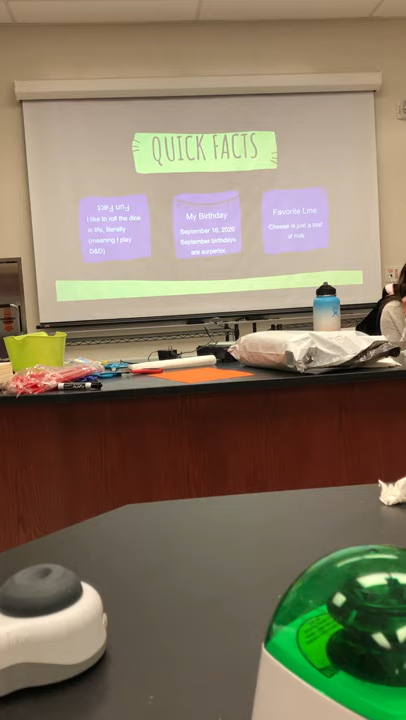 QUICK FACTS
Fun Fact
I like to roll the dice
in life, literally
(meaning I play
D&D)
My Birthday
September 16, 2020
September birthdays
are surperior.
Favorite Line
Cheese is just a loaf
of milk.